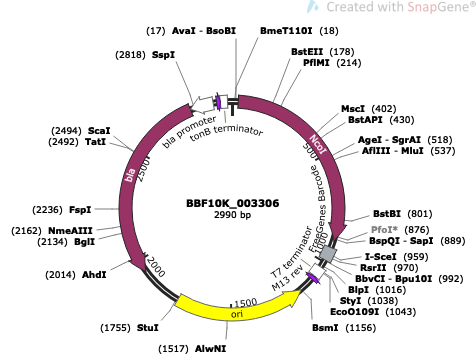 Created with SnapGene®
(17) AvaI - BsoBI
BmeT110I (18)
(2818) SspI
BstEII (178)
PflMI (214)
MscI (402)
BstAPI (430)
AgeI - SgrAI (518)
AflIII - MluI (537)
(2494) ScaI
(2492) TatI
(2236) FspI
(2162) NmeAIII
(2134) BglI
(2014) AhdI
(1755) StuI
(1517) AlwNI
BstBI (801)
PfoI* (876)
BspQI - SapI (889)
I-SceI (959)
RsrII (970)
BbvCI - Bpu10I (992)
BlpI (1016)
StyI (1038)
EcoO109I (1043)
BsmI (1156)
bla promoter
tonB terminator
NcoI
bla
FreeGenes Barcode
T7 terminator
M13 rev
ori
500
1000
1500
2000
2500
BBF10K_003306
2990 bp